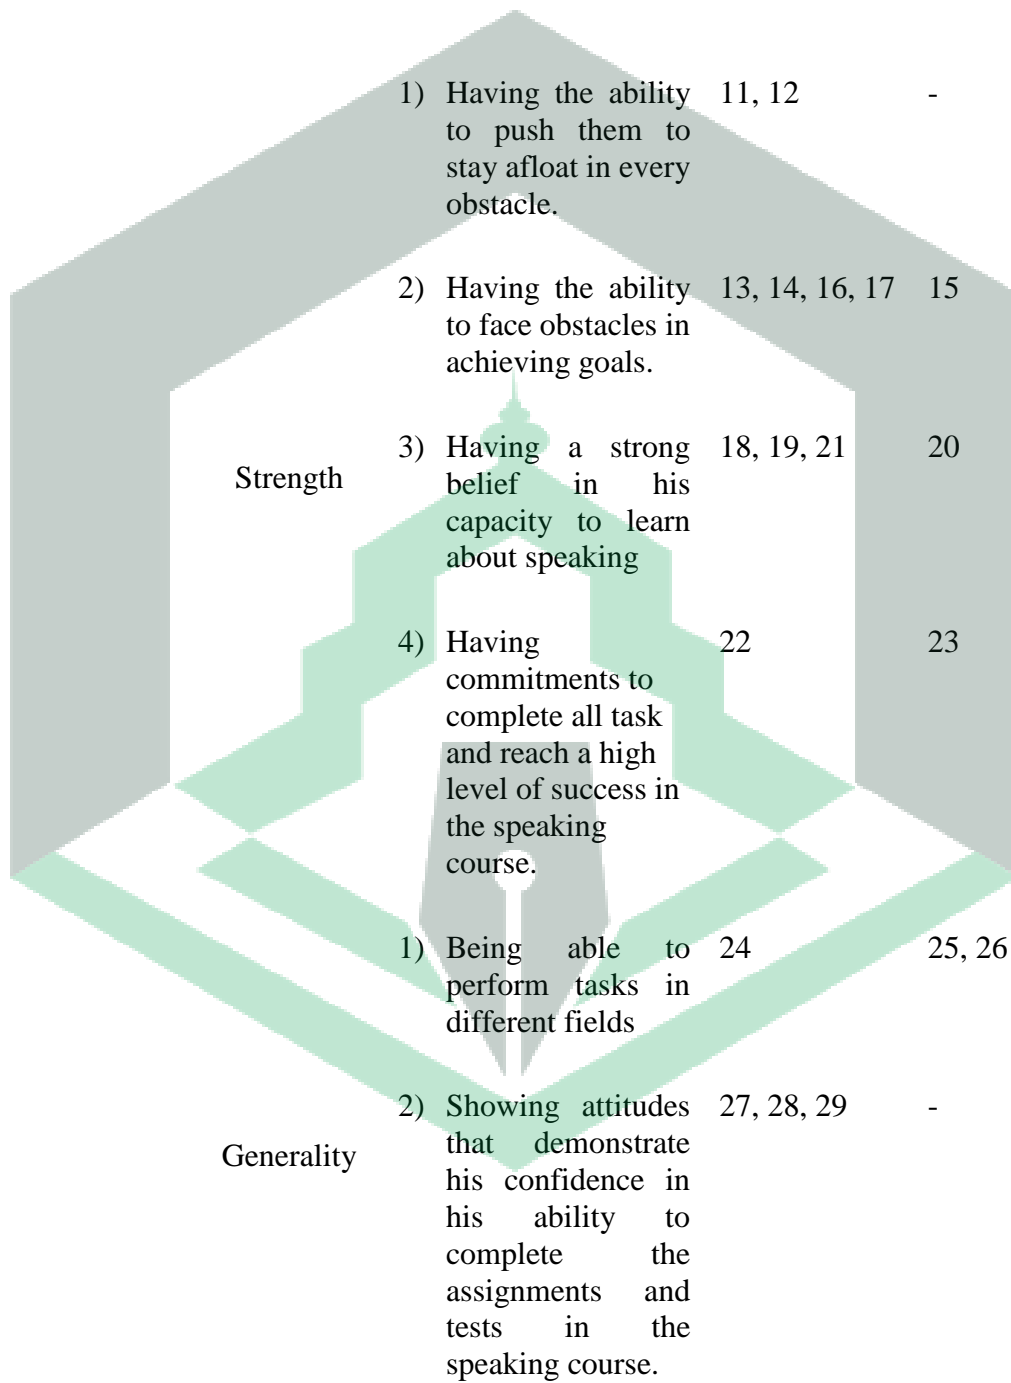 1) Having the ability 11, 12 -
to push them to
stay afloat in every
obstacle.
2) Having the ability 13, 14, 16, 17 15
to face obstacles in
achieving goals.
3) Having a strong 18, 19, 21 20
Strength belief in his
capacity to learn
about speaking
4) Having 22 23
commitments to
complete all task
and reach a high
level of success in
the speaking
course.
1) Being able to 24 25, 26
perform tasks in
different fields
2) Showing attitudes 27, 28, 29 -
that demonstrate
Generality his confidence in
his ability to
complete the
assignments and
tests in the
speaking course.